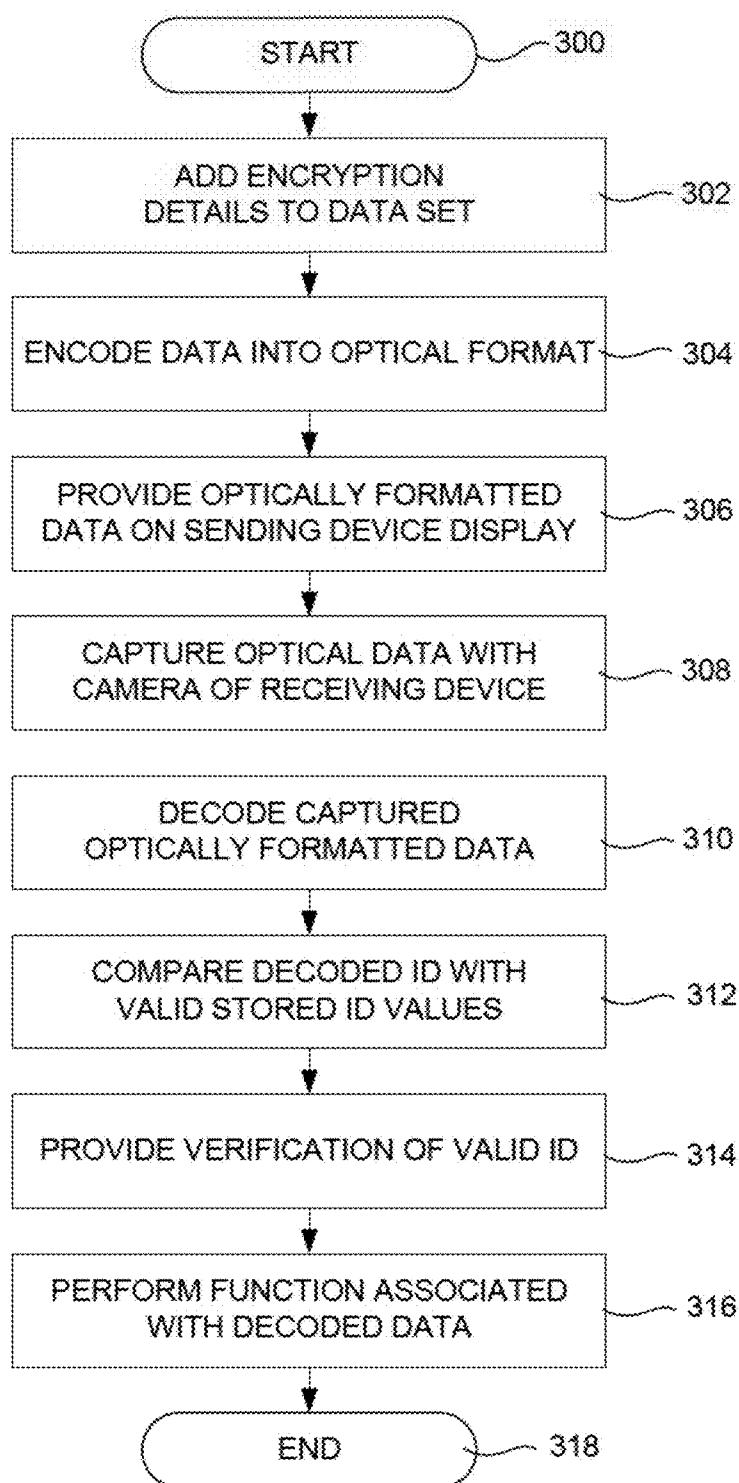 START
300
ADD ENCRYPTION
DETAILS TO DATA SET
302
ENCODE DATA INTO OPTICAL FORMAT
304
PROVIDE OPTICALLY FORMATTED
DATA ON SENDING DEVICE DISPLAY
306
CAPTURE OPTICAL DATA WITH
CAMERA OF RECEIVING DEVICE
308
DECODE CAPTURED
OPTICALLY FORMATTED DATA
310
COMPARE DECODED ID WITH
VALID STORED ID VALUES
312
PROVIDE VERIFICATION OF VALID ID
314
PERFORM FUNCTION ASSOCIATED
WITH DECODED DATA
316
END
318